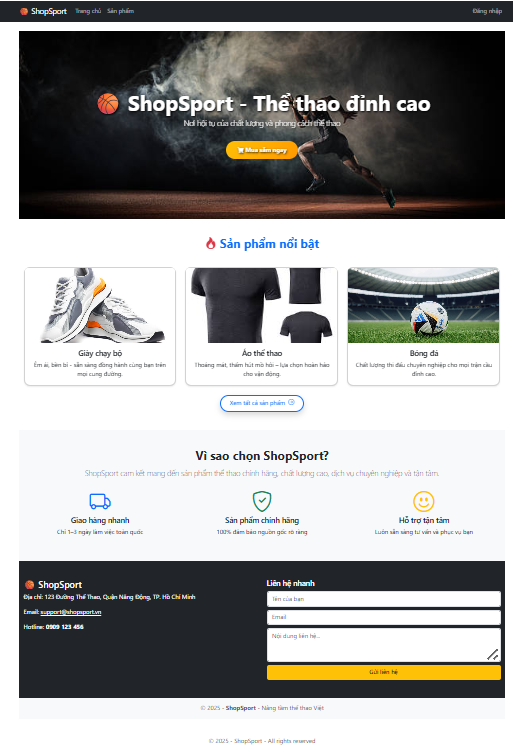 ShopSport Trang chủ Sản phẩm Đăng nhập
ShopSport - Thể thao đỉnh cao
Nơi hội tụ của chất lượng và phong cách thể thao
Mua sắm ngay
Sản phẩm nổi bật
Giày chạy bộ
Êm ái, bền bỉ - sẵn sàng đồng hành cùng bạn trên
mọi cung đường.
Áo thể thao
Thoáng mát, thấm hút mồ hôi – lựa chọn hoàn hảo
cho vận động.
Bóng đá
Chất lượng thi đấu chuyên nghiệp cho mọi trận cầu
đỉnh cao.
Xem tất cả sản phẩm
Vì sao chọn ShopSport?
ShopSport cam kết mang đến sản phẩm thể thao chính hãng, chất lượng cao, dịch vụ chuyên nghiệp và tận tâm.
Giao hàng nhanh
Chỉ 1–3 ngày làm việc toàn quốc
Sản phẩm chính hãng
100% đảm bảo nguồn gốc rõ ràng
Hỗ trợ tận tâm
Luôn sẵn sàng tư vấn và phục vụ bạn
ShopSport
Địa chỉ: 123 Đường Thể Thao, Quận Năng Động, TP. Hồ Chí Minh
Email: support@shopsport.vn
Hotline: 0909 123 456
Liên hệ nhanh
Tên của bạn
Email
Nội dung liên hệ...
Gửi liên hệ
© 2025 - ShopSport - Nâng tầm thể thao Việt
© 2025 - ShopSport - All rights reserved